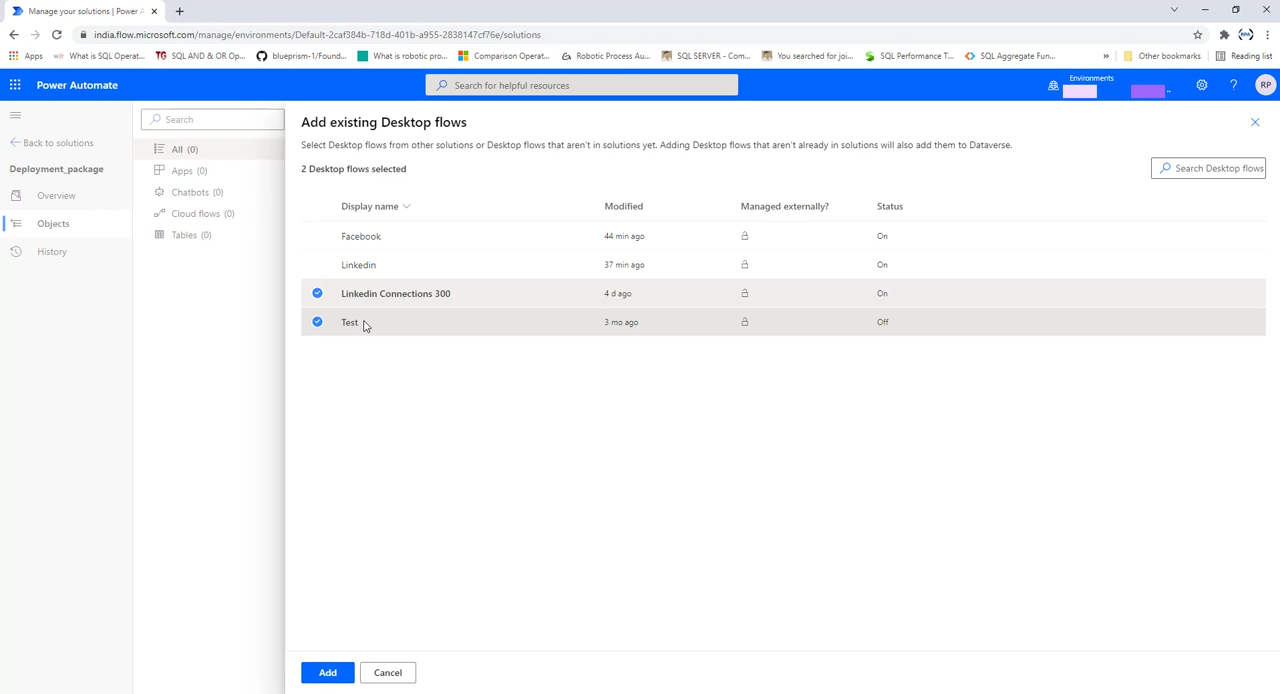 Manage your solutions | Power A
india.flow.microsoft.com/manage/environments/Default-2caf384b-718d-401b-a955-2838147cf76e/solutions
Apps
What is SQL Operat...
SQL AND & OR Op...
blueprism-1/Found...
What is robotic pro...
Comparison Operat...
Robotic Process Au...
SQL SERVER - Com...
You searched for joi...
SQL Performance T...
SQL Aggregate Fun...
»
Other bookmarks
Reading list
Power Automate
Search for helpful resources
Environments
?
RP
Back to solutions
Deployment_package
Overview
Objects
History
Search
All (0)
Apps (0)
Chatbots (0)
Cloud flows (0)
Tables (0)
Add existing Desktop flows
Select Desktop flows from other solutions or Desktop flows that aren't in solutions yet. Adding Desktop flows that aren't already in solutions will also add them to Dataverse.
2 Desktop flows selected
Search Desktop flows
Display name Modified Managed externally? Status
Facebook 44 min ago On
Linkedin 37 min ago On
Linkedin Connections 300 4 d ago On
Test 3 mo ago Off
Add
Cancel